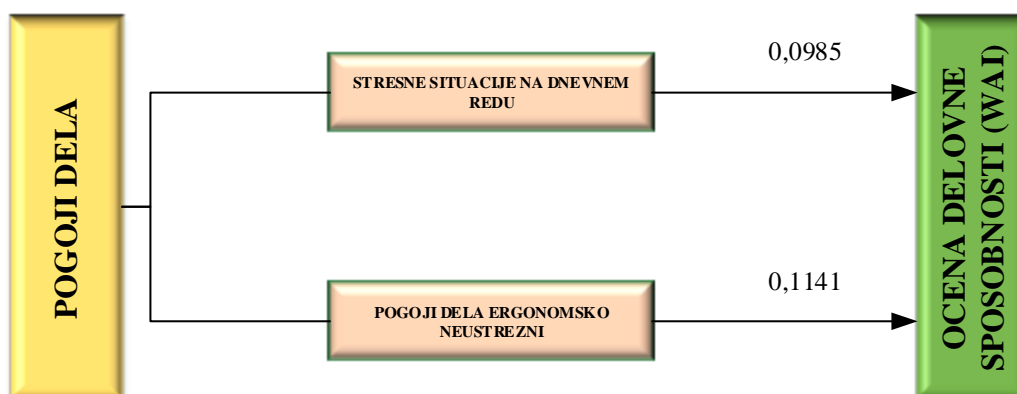 POGOJI DELA
STRESNE SITUACIJE NA DNEVNEM
REDU
0,0985
POGOJI DELA ERGONOMSKO
NEUSTREZNI
0,1141
OCENA DELOVNE
SPOSOBNOSTI (WAI)